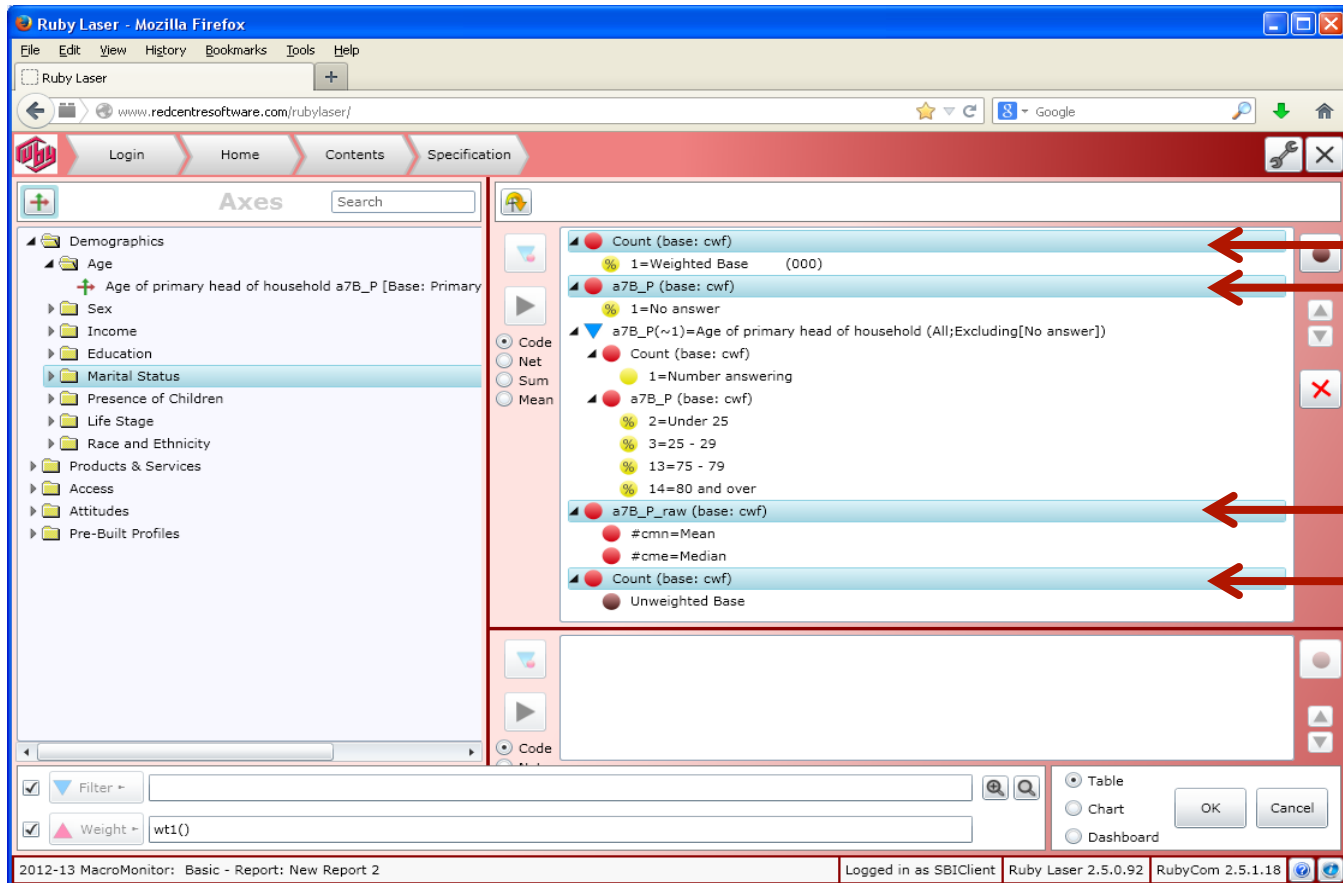 Ruby Laser - Mozilla Firefox
File Edit View History Bookmarks Tools Help
Ruby Laser
www.redcentresoftware.com/rubylaser/
Google
Ruby Login Home Contents Specification
Axes Search
Demographics
Age
Age of primary head of household a7B_P [Base: Primary
Sex
Income
Education
Marital Status
Presence of Children
Life Stage
Race and Ethnicity
Products & Services
Access
Attitudes
Pre-Built Profiles
Code
Net
Sum
Mean
Count (base: cwf)
% 1=Weighted Base (000)
a7B_P (base: cwf)
% 1=No answer
a7B_P(~1)=Age of primary head of household (All;Excluding[No answer])
Count (base: cwf)
1=Number answering
a7B_P (base: cwf)
% 2=Under 25
% 3=25 - 29
% 13=75 - 79
% 14=80 and over
a7B_P_raw (base: cwf)
#cmn=Mean
#cme=Median
Count (base: cwf)
Unweighted Base
Code
Filter
Weight wt1()
Table
Chart
Dashboard
OK Cancel
2012-13 MacroMonitor: Basic - Report: New Report 2 Logged in as SBIClient Ruby Laser 2.5.0.92 RubyCom 2.5.1.18